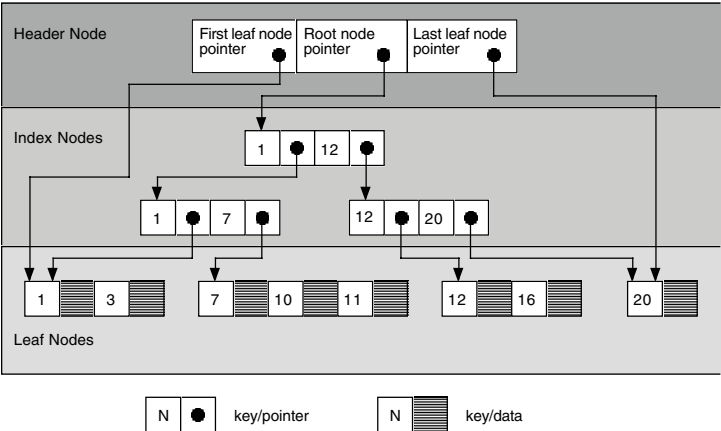 Header Node
First leaf node
pointer
Root node
pointer
Last leaf node
pointer
Index Nodes
1 12
1 7
12 20
1 3
7 10 11
12 16
20
Leaf Nodes
N key/pointer
N key/data